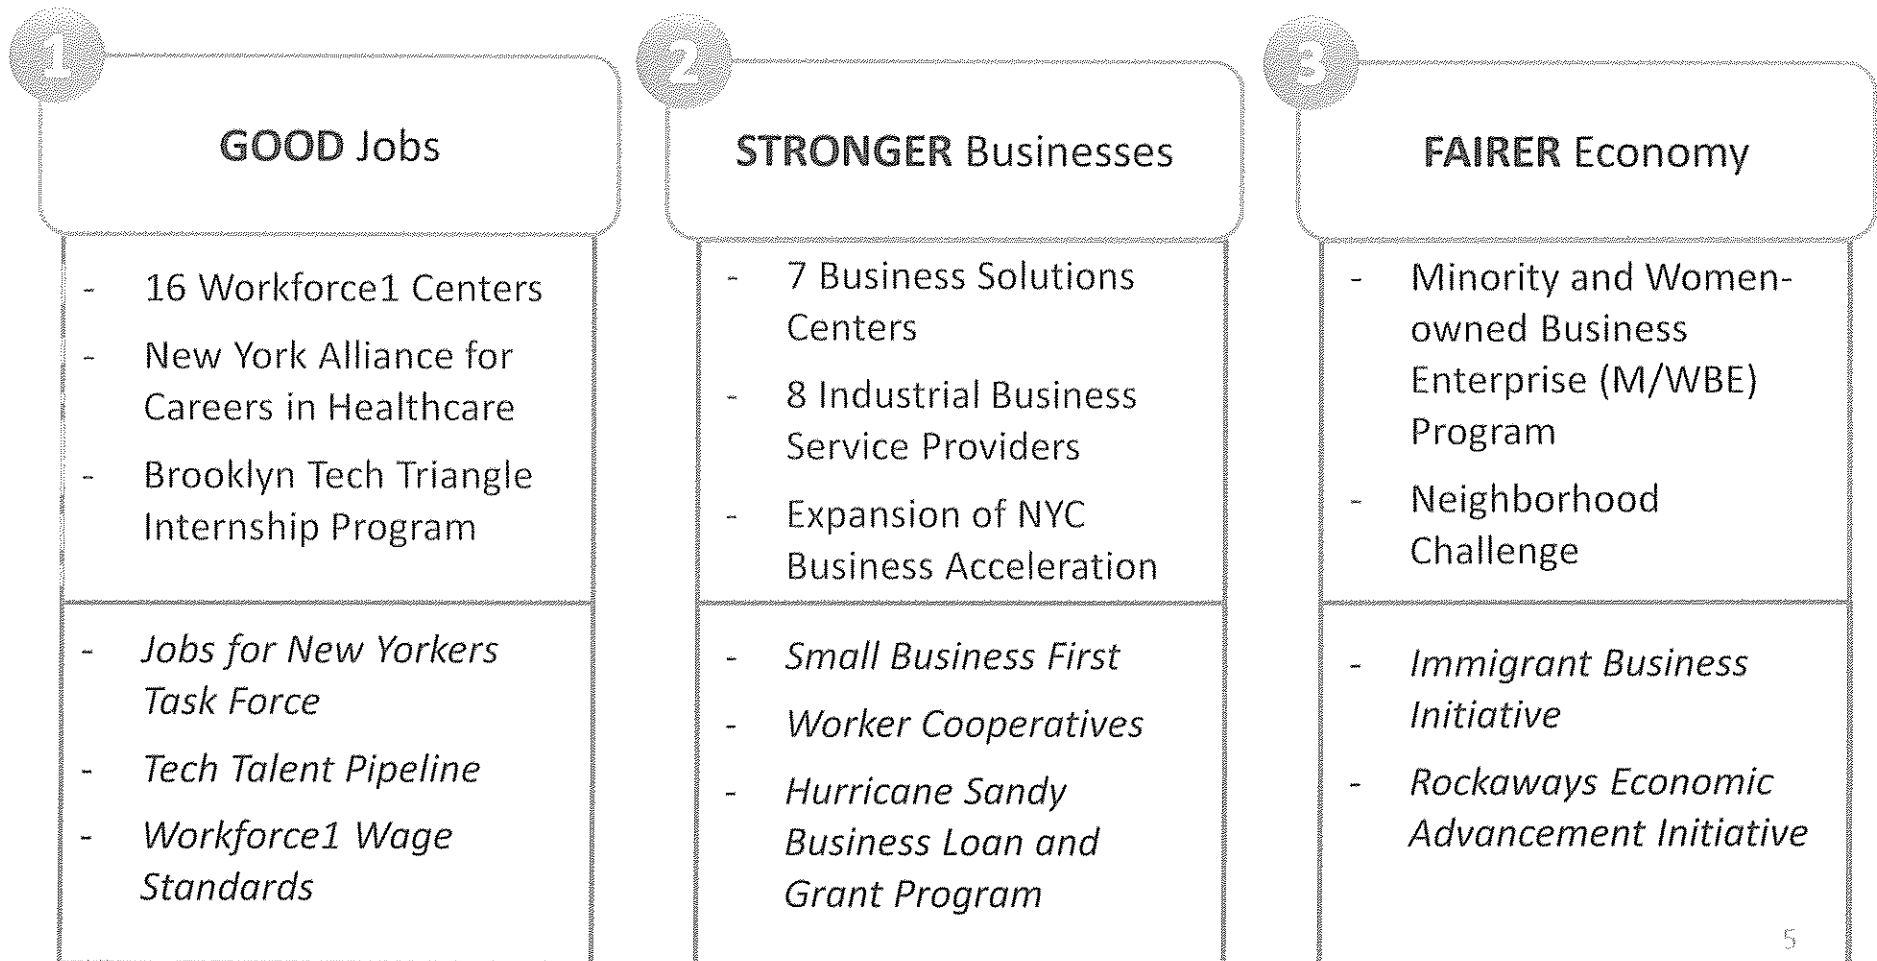 1
GOOD Jobs
- 16 Workforce1 Centers
- New York Alliance for
Careers in Healthcare
- Brooklyn Tech Triangle
Internship Program
- Jobs for New Yorkers
Task Force
- Tech Talent Pipeline
- Workforce1 Wage
Standards
2
STRONGER Businesses
- 7 Business Solutions
Centers
- 8 Industrial Business
Service Providers
- Expansion of NYC
Business Acceleration
- Small Business First
- Worker Cooperatives
- Hurricane Sandy
Business Loan and
Grant Program
3
FAIRER Economy
- Minority and Women-
owned Business
Enterprise (M/WBE)
Program
- Neighborhood
Challenge
- Immigrant Business
Initiative
- Rockaways Economic
Advancement Initiative
5